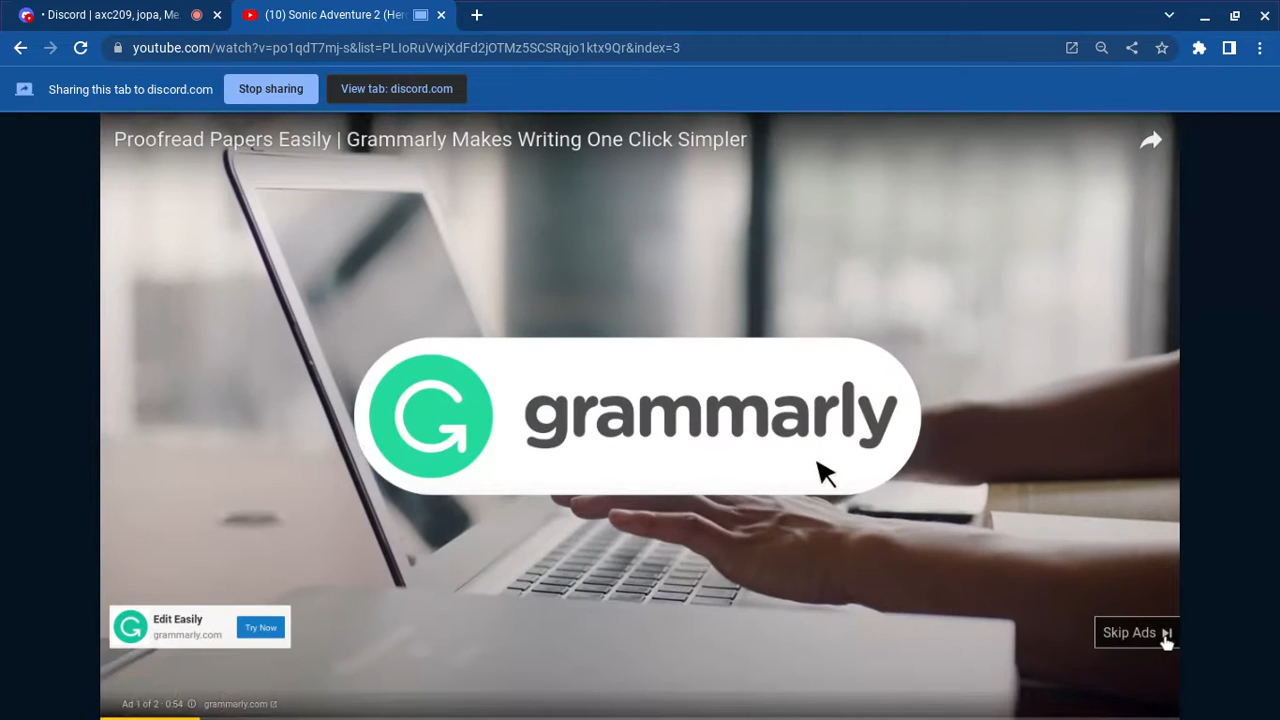 • Discord | axc209, jopa, Me
(10) Sonic Adventure 2 (Her
youtube.com/watch?v=po1qdT7mj-s&list=PLIoRuVwjXdFd2jOTMz5SCSRqjo1ktx9Qr&index=3
Sharing this tab to discord.com
Stop sharing
View tab: discord.com
Proofread Papers Easily | Grammarly Makes Writing One Click Simpler
grammarly
Edit Easily
grammarly.com
Try Now
Skip Ads
Ad 1 of 2 · 0:54
grammarly.com